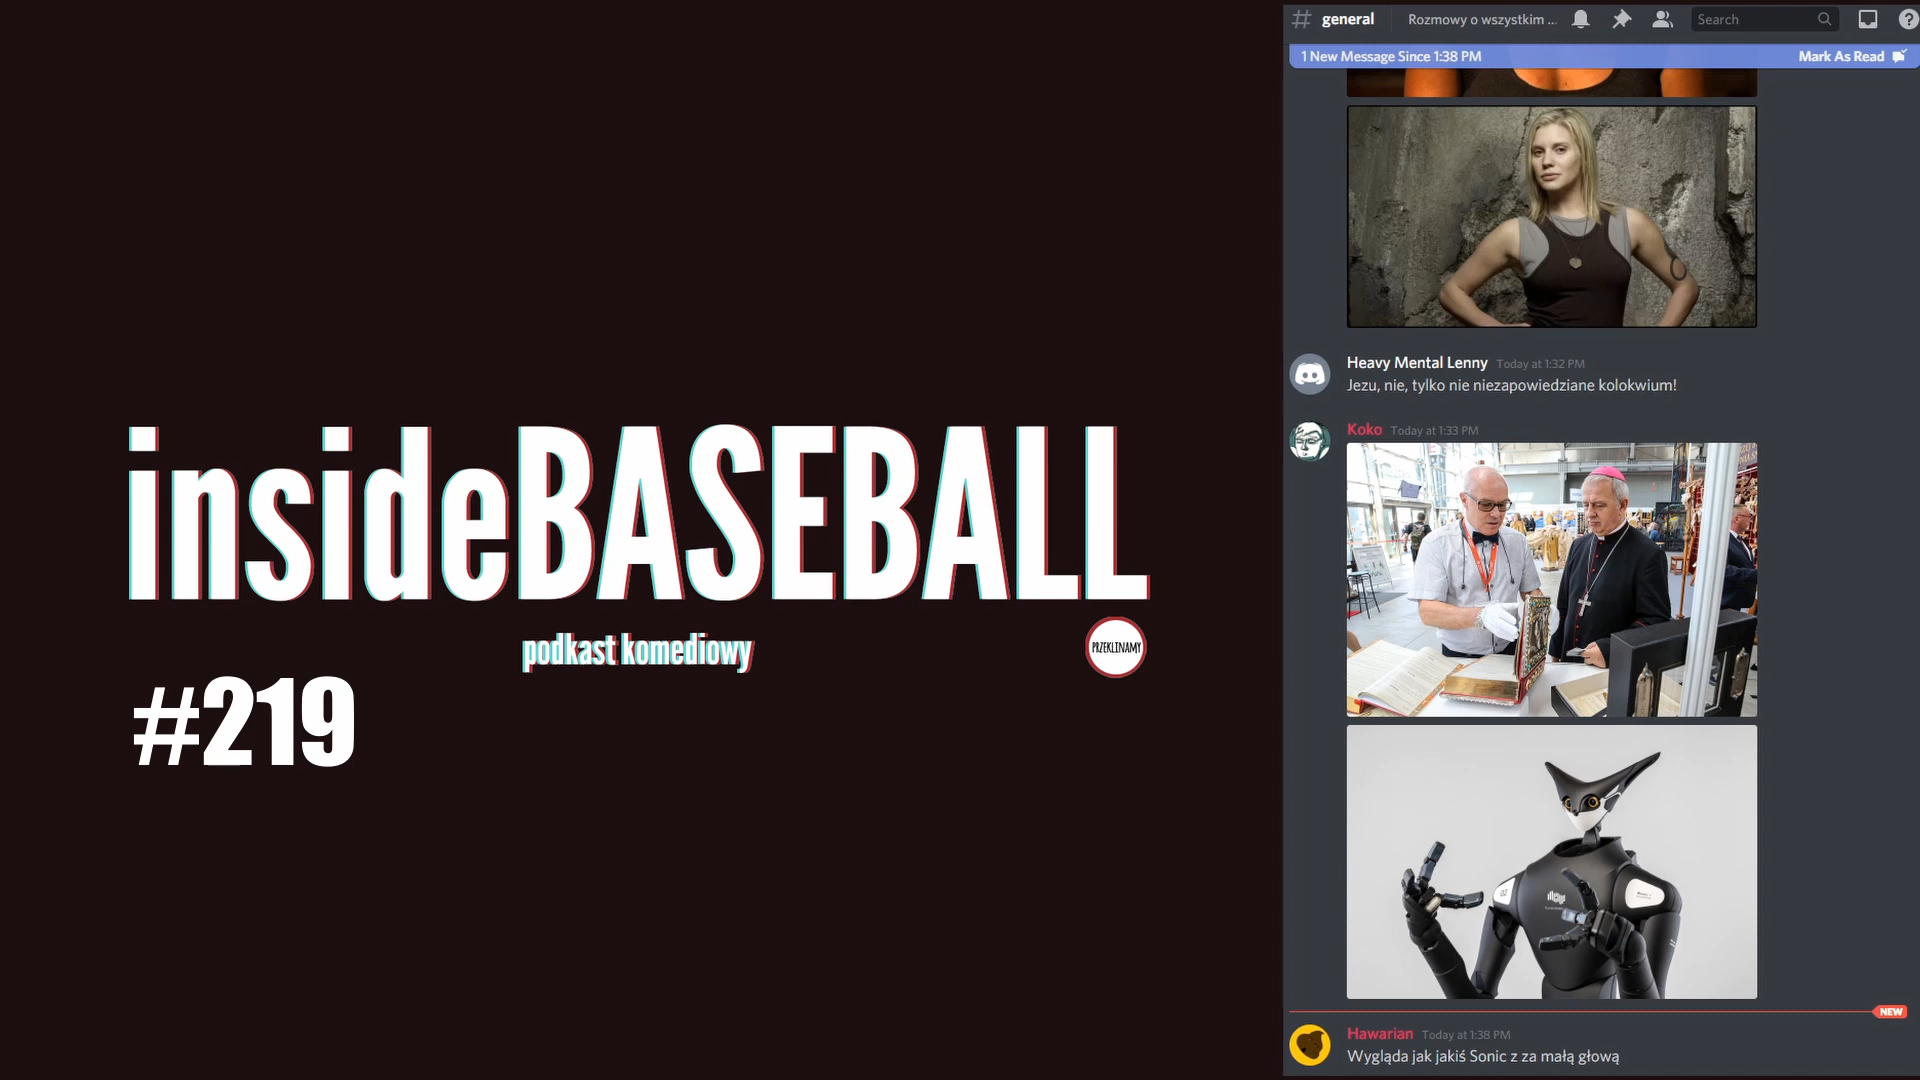 insideBASEBALL
podkast komediowy
PRZEKLINAMY
#219
# general
Rozmowy o wszystkim ...
Search
?
1 New Message Since 1:38 PM
Mark As Read
Heavy Mental Lenny Today at 1:32 PM
Jezu, nie, tylko nie niezapowiedziane kolokwium!
Koko Today at 1:33 PM
NEW
Hawarian Today at 1:38 PM
Wygląda jak jakiś Sonic z za małą głową